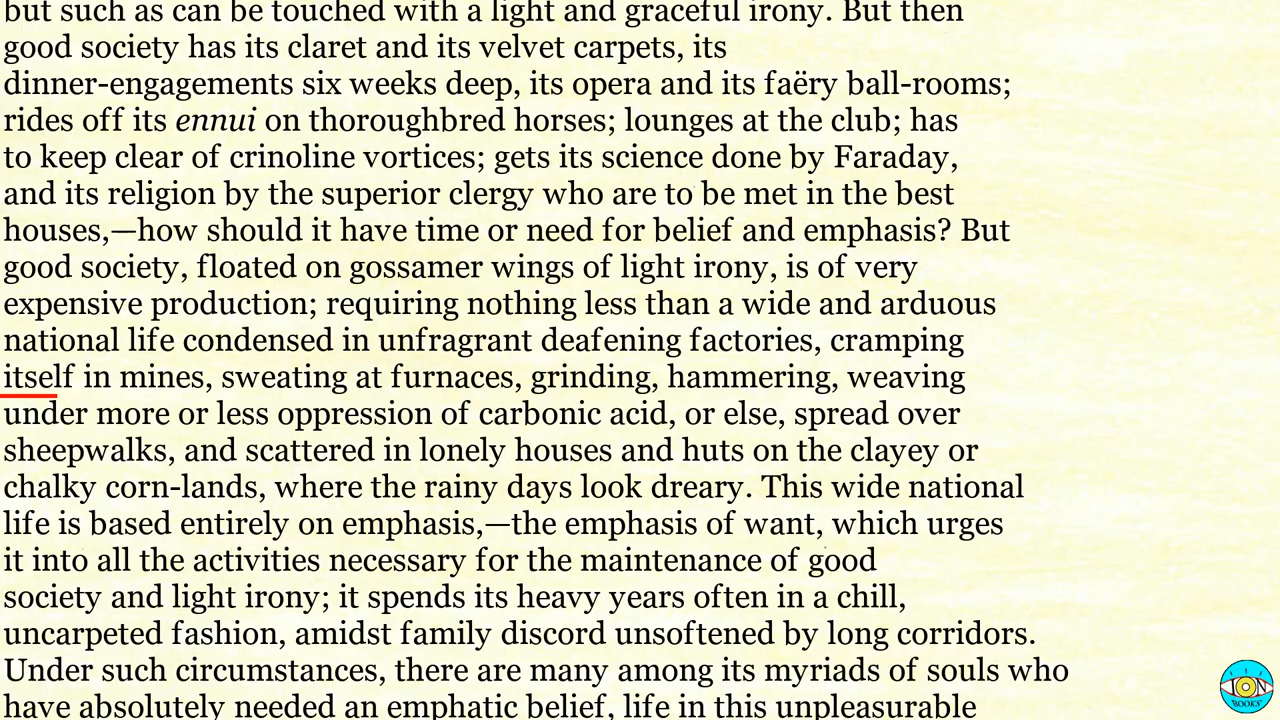 but such as can be touched with a light and graceful irony. But then
good society has its claret and its velvet carpets, its
dinner-engagements six weeks deep, its opera and its faëry ball-rooms;
rides off its ennui on thoroughbred horses; lounges at the club; has
to keep clear of crinoline vortices; gets its science done by Faraday,
and its religion by the superior clergy who are to be met in the best
houses,—how should it have time or need for belief and emphasis? But
good society, floated on gossamer wings of light irony, is of very
expensive production; requiring nothing less than a wide and arduous
national life condensed in unfragrant deafening factories, cramping
itself in mines, sweating at furnaces, grinding, hammering, weaving
under more or less oppression of carbonic acid, or else, spread over
sheepwalks, and scattered in lonely houses and huts on the clayey or
chalky corn-lands, where the rainy days look dreary. This wide national
life is based entirely on emphasis,—the emphasis of want, which urges
it into all the activities necessary for the maintenance of good
society and light irony; it spends its heavy years often in a chill,
uncarpeted fashion, amidst family discord unsoftened by long corridors.
Under such circumstances, there are many among its myriads of souls who
have absolutely needed an emphatic belief, life in this unpleasurable
ION
BOOKS